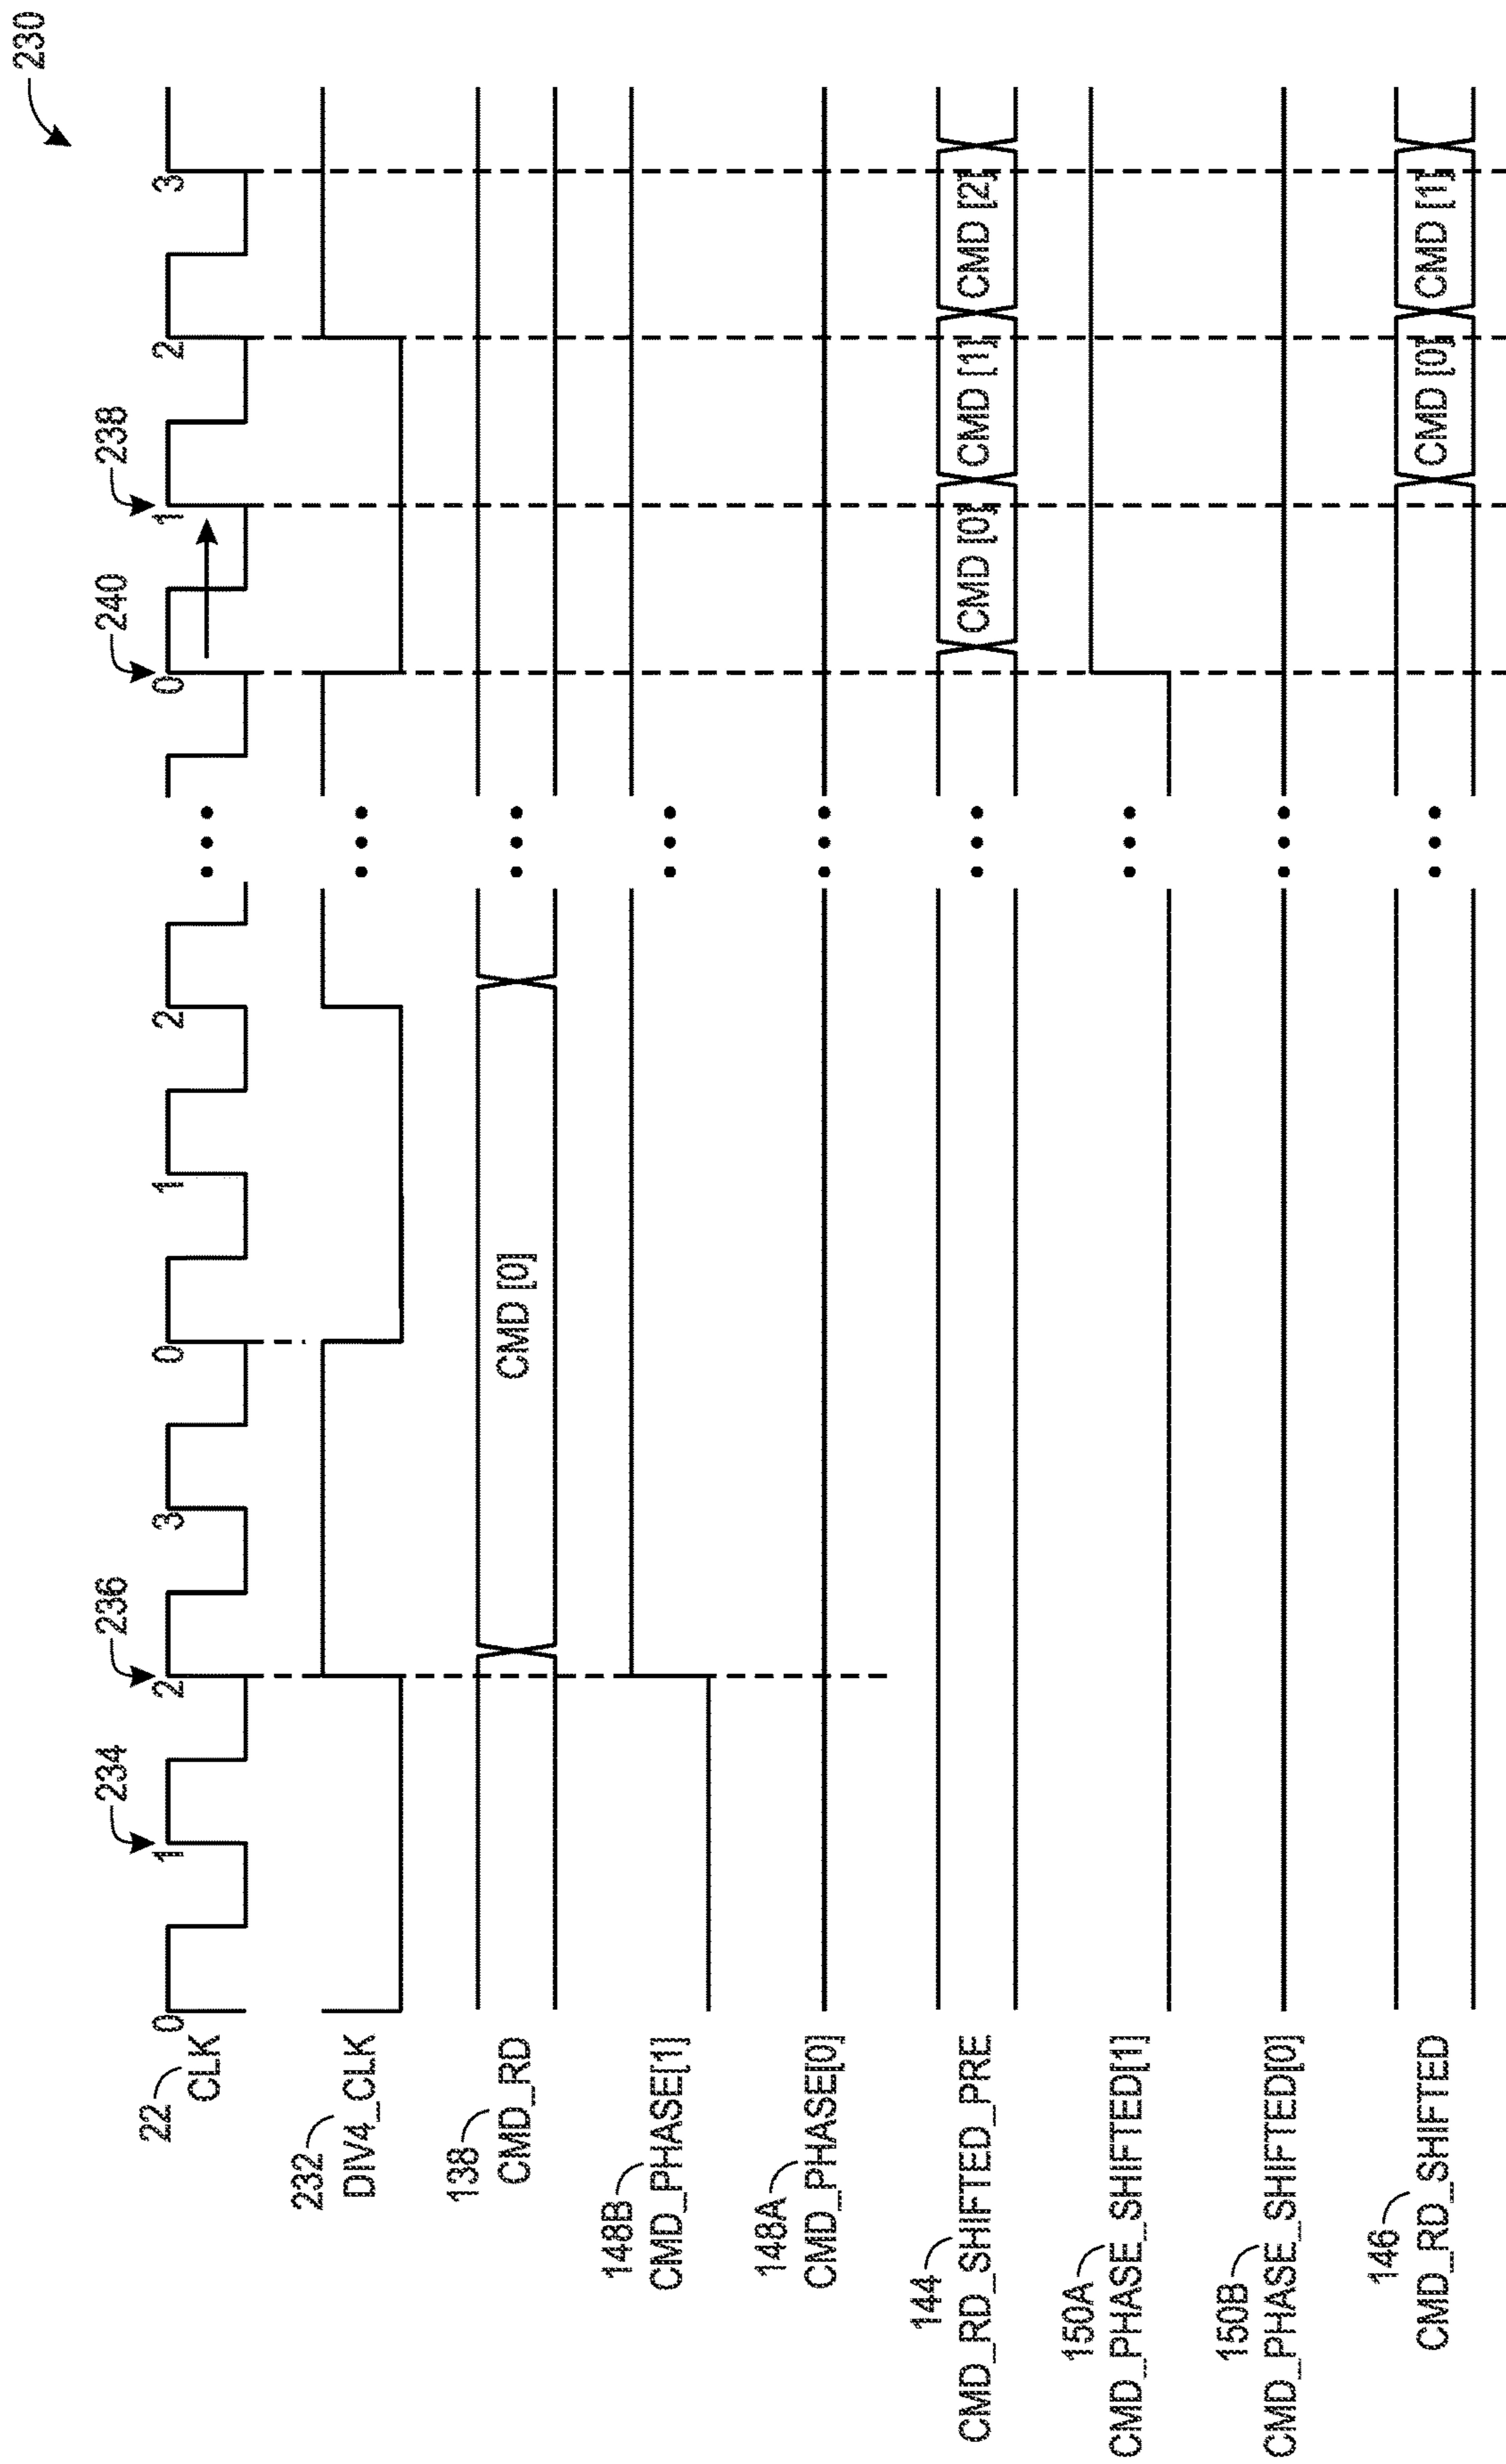 230
234
236
240
238
0 1 2 3 0 1 2 0 1 2 3
22
CLK
232
DIV4_CLK
138
CMD_RD
CMD [0]
148B
CMD_PHASE[1]
148A
CMD_PHASE[0]
144
CMD_RD_SHIFTED_PRE
CMD [0] CMD [1] CMD [2]
150A
CMD_PHASE_SHIFTED[1]
150B
CMD_PHASE_SHIFTED[0]
146
CMD_RD_SHIFTED
CMD [0] CMD [1]